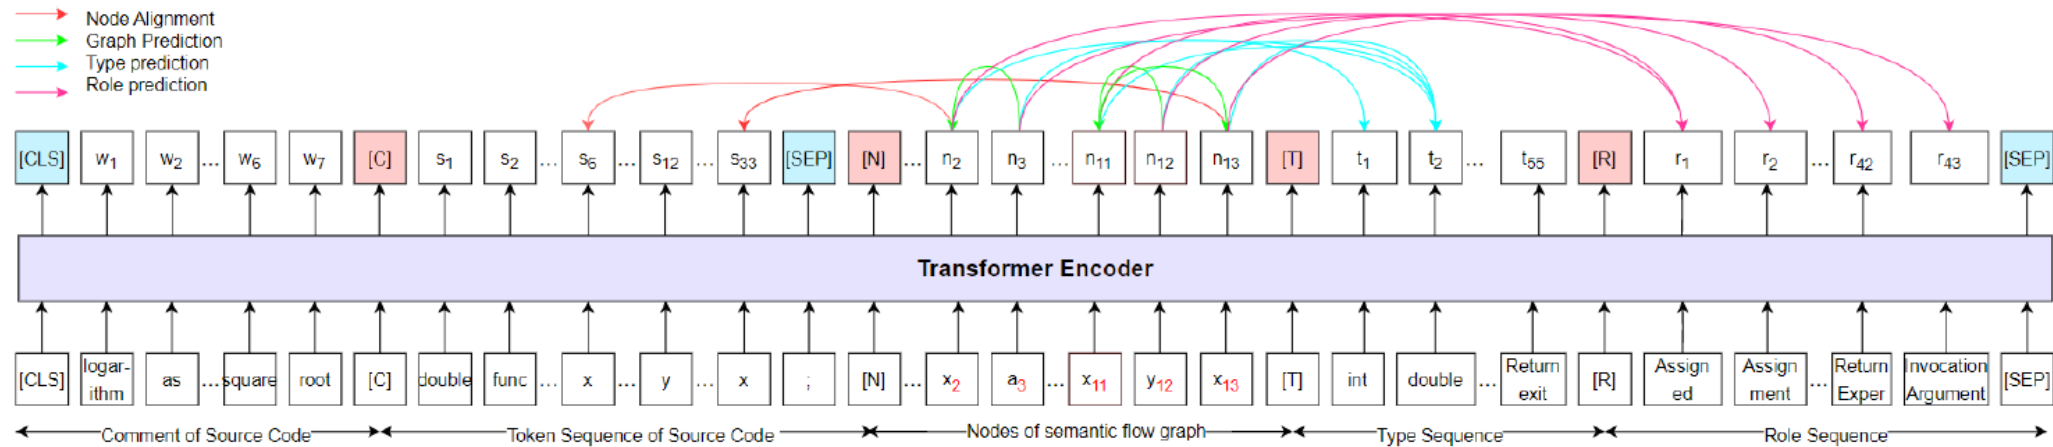 Node Alignment
Graph Prediction
Type prediction
Role prediction
[CLS] w1 w2 ... w6 w7 [C] s1 s2 ... s6 ... s12 ... s33 [SEP] [N] ... n2 n3 ... n11 n12 n13 [T] t1 t2 ... t55 [R] r1 r2 ... r42 r43 [SEP]
Transformer Encoder
[CLS] logar-ithm as ... square root [C] double func ... x ... y ... x ; [N] ... x2 a3 ... x11 y12 x13 [T] int double ... Return exit [R] Assign ed Assign ment ... Return Exper Invocation Argument [SEP]
Comment of Source Code Token Sequence of Source Code Nodes of semantic flow graph Type Sequence Role Sequence